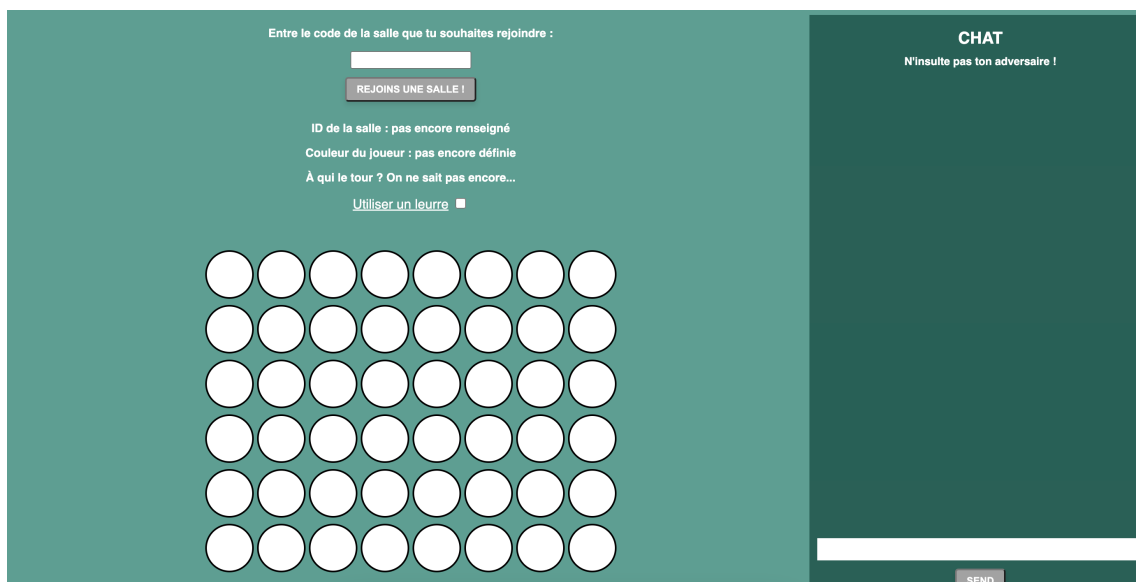 Entre le code de la salle que tu souhaites rejoindre :
REJOINS UNE SALLE !
ID de la salle : pas encore renseigné
Couleur du joueur : pas encore définie
À qui le tour ? On ne sait pas encore...
Utiliser un leurre
CHAT
N'insulte pas ton adversaire !
SEND